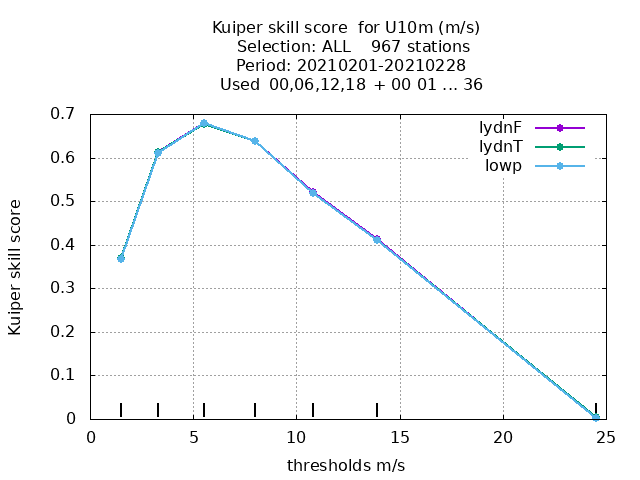 Kuiper skill score  for U10m (m/s)
Selection: ALL    967 stations
Period: 20210201-20210228
Used  00,06,12,18  + 00 01 ... 36
0.7
0.6
0.5
0.4
0.3
0.2
0.1
0
Kuiper skill score
lydnF
lydnT
lowp
0 5 10 15 20 25
thresholds m/s